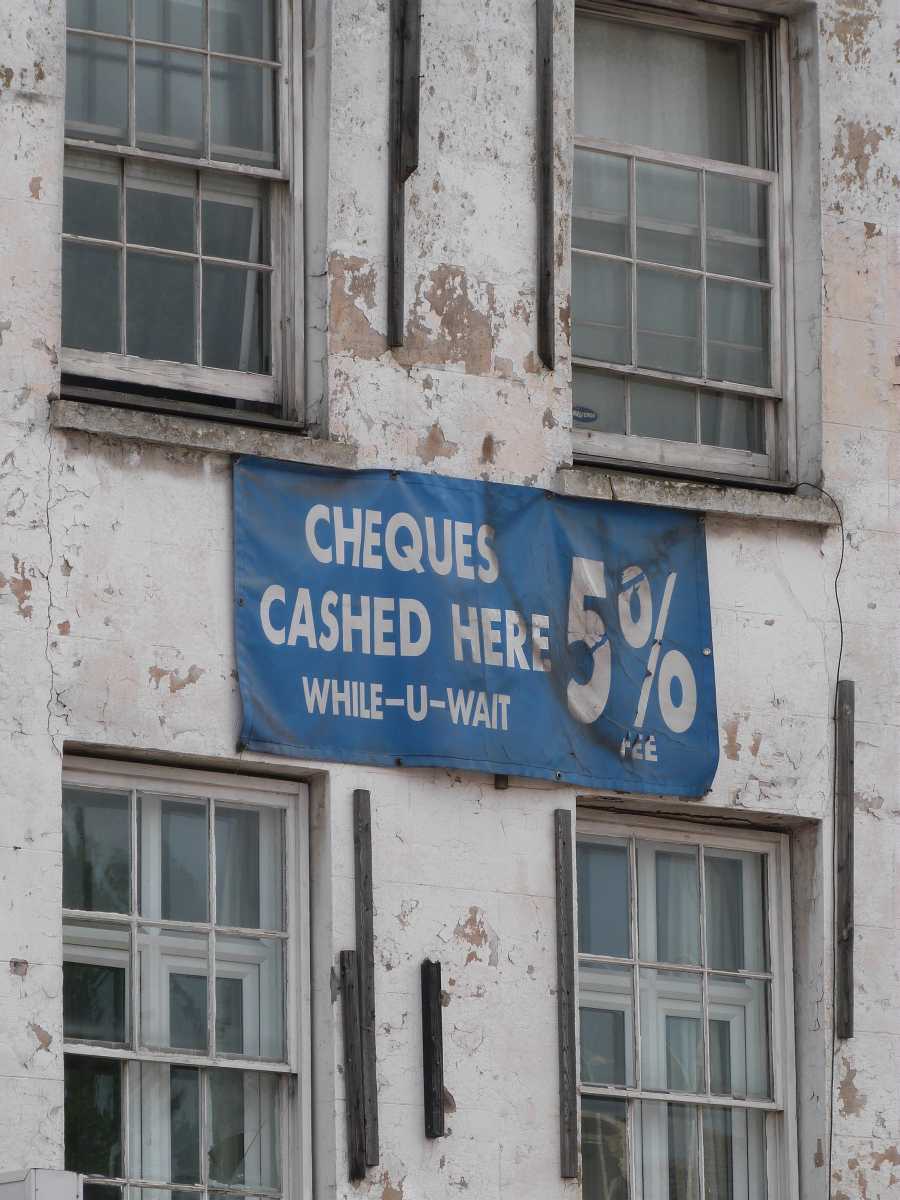 CHEQUES
CASHED HERE
WHILE-U-WAIT
5%
FEE